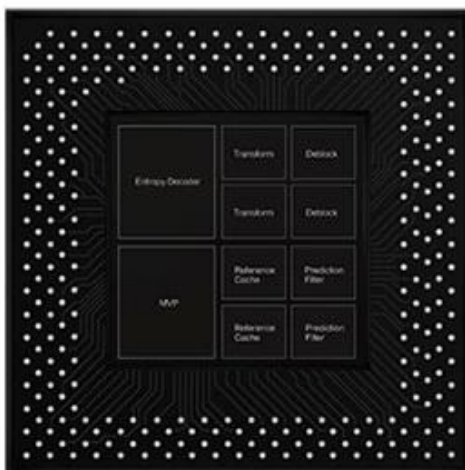 Entropy Decoder
Transform
Deblock
Transform
Deblock
MVP
Reference
Cache
Prediction
Filter
Reference
Cache
Prediction
Filter